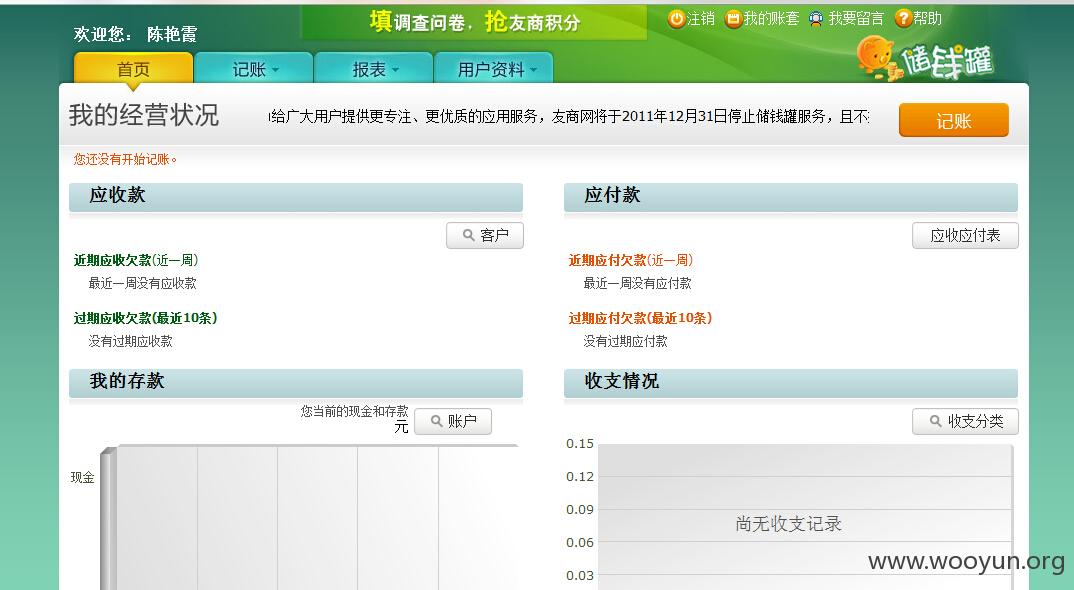 填调查问卷，抢友商积分
注销 我的账套 我要留言 帮助
欢迎您： 陈艳霞
储钱罐
首页 记账 报表 用户资料
我的经营状况
给广大用户提供更专注、更优质的应用服务，友商网将于2011年12月31日停止储钱罐服务，且不
记账
您还没有开始记账。
应收款
应付款
客户
应收应付表
近期应收欠款(近一周)
近期应付欠款(近一周)
最近一周没有应收款
最近一周没有应付款
过期应收欠款(最近10条)
过期应付欠款(最近10条)
没有过期应收款
没有过期应付款
我的存款
收支情况
您当前的现金和存款
元
账户
收支分类
现金
0.15
0.12
0.09
0.06
0.03
尚无收支记录
www.wooyun.org